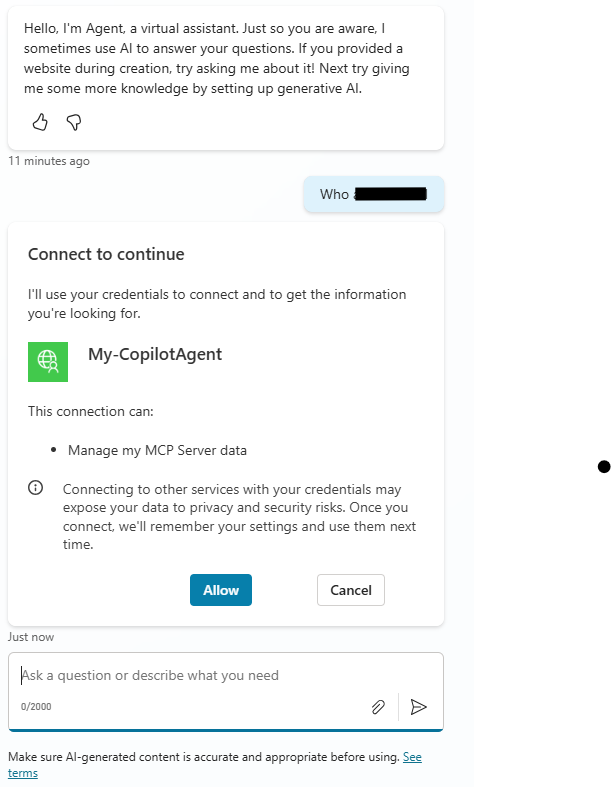 Hello, I'm Agent, a virtual assistant. Just so you are aware, I
sometimes use AI to answer your questions. If you provided a
website during creation, try asking me about it! Next try giving
me some more knowledge by setting up generative AI.
11 minutes ago
Who
Connect to continue
I'll use your credentials to connect and to get the information
you're looking for.
My-CopilotAgent
This connection can:
• Manage my MCP Server data
Connecting to other services with your credentials may
expose your data to privacy and security risks. Once you
connect, we'll remember your settings and use them next
time.
Allow Cancel
Just now
Ask a question or describe what you need
0/2000
Make sure AI-generated content is accurate and appropriate before using. See
terms